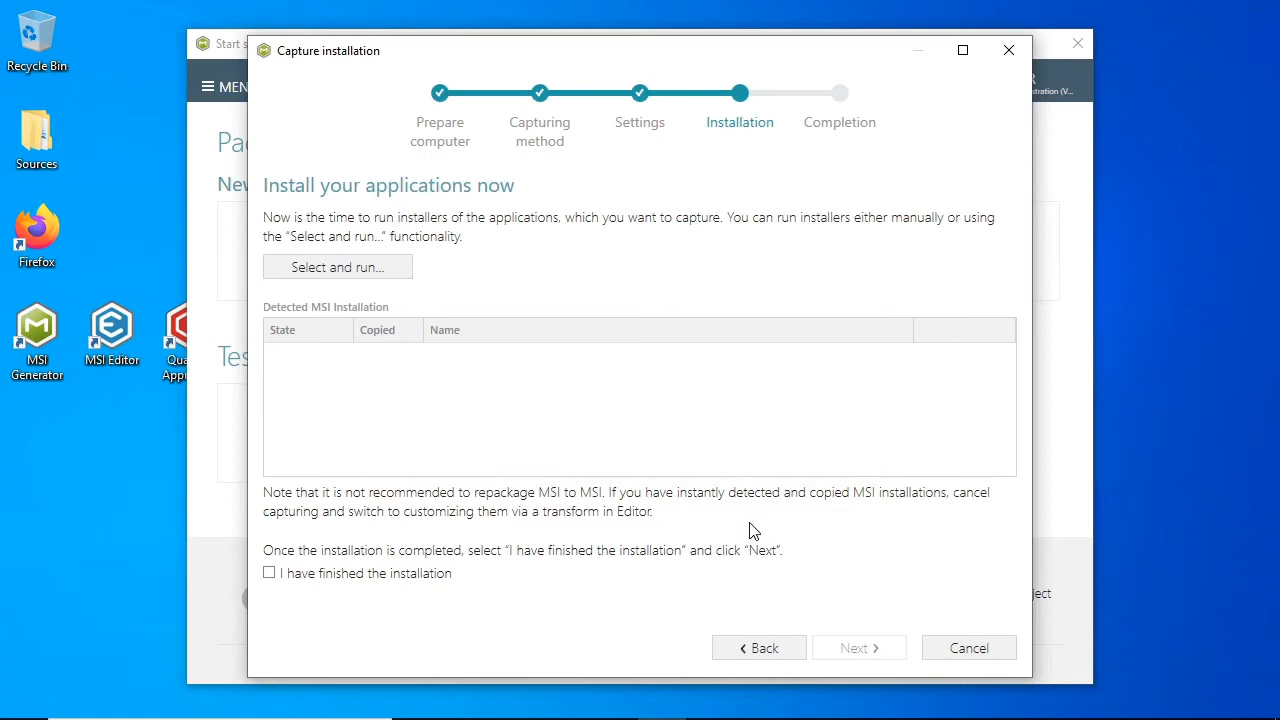 Recycle Bin
Sources
Firefox
MSI
Generator
MSI Editor
Start
Capture installation
MEN
Prepare
computer
Capturing
method
Settings
Installation
Completion
Install your applications now
Now is the time to run installers of the applications, which you want to capture. You can run installers either manually or using
the “Select and run...” functionality.
Select and run...
Detected MSI Installation
State Copied Name
Note that it is not recommended to repackage MSI to MSI. If you have instantly detected and copied MSI installations, cancel
capturing and switch to customizing them via a transform in Editor.
Once the installation is completed, select “I have finished the installation” and click “Next”.
I have finished the installation
Back
Next
Cancel